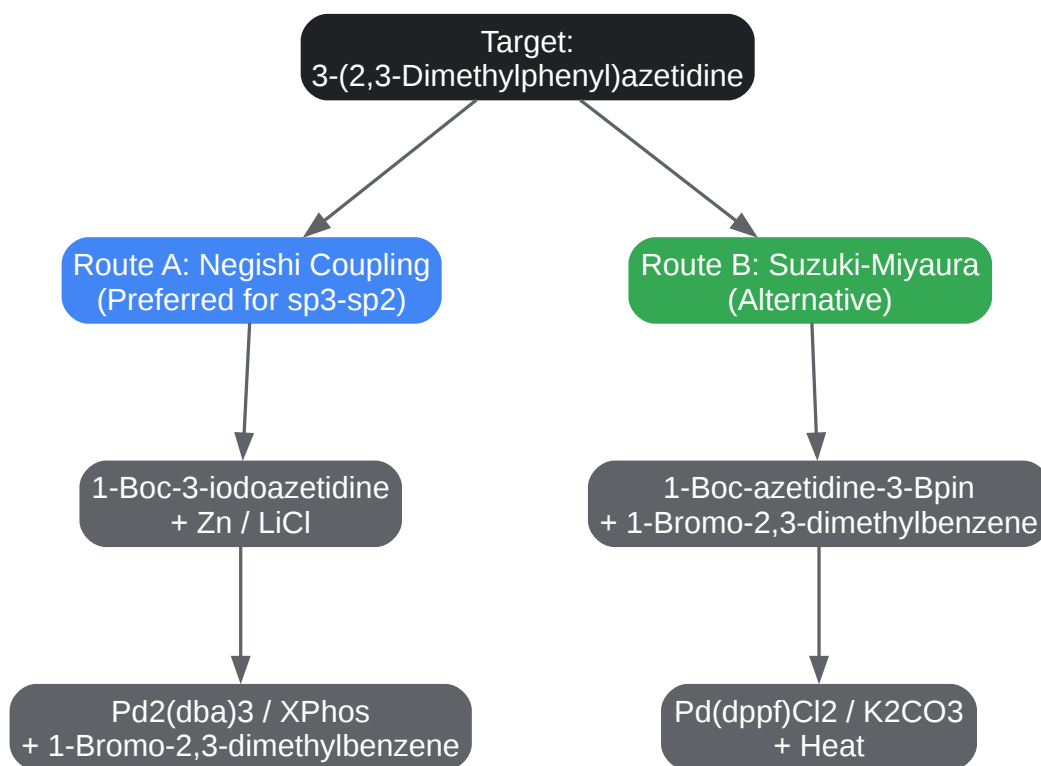 Target:
3-(2,3-Dimethylphenyl)azetidine
Route A: Negishi Coupling
(Preferred for sp3-sp2)
Route B: Suzuki-Miyaura
(Alternative)
1-Boc-3-iodoazetidine
+ Zn / LiCl
1-Boc-azetidine-3-Bpin
+ 1-Bromo-2,3-dimethylbenzene
Pd2(dba)3 / XPhos
+ 1-Bromo-2,3-dimethylbenzene
Pd(dppf)Cl2 / K2CO3
+ Heat